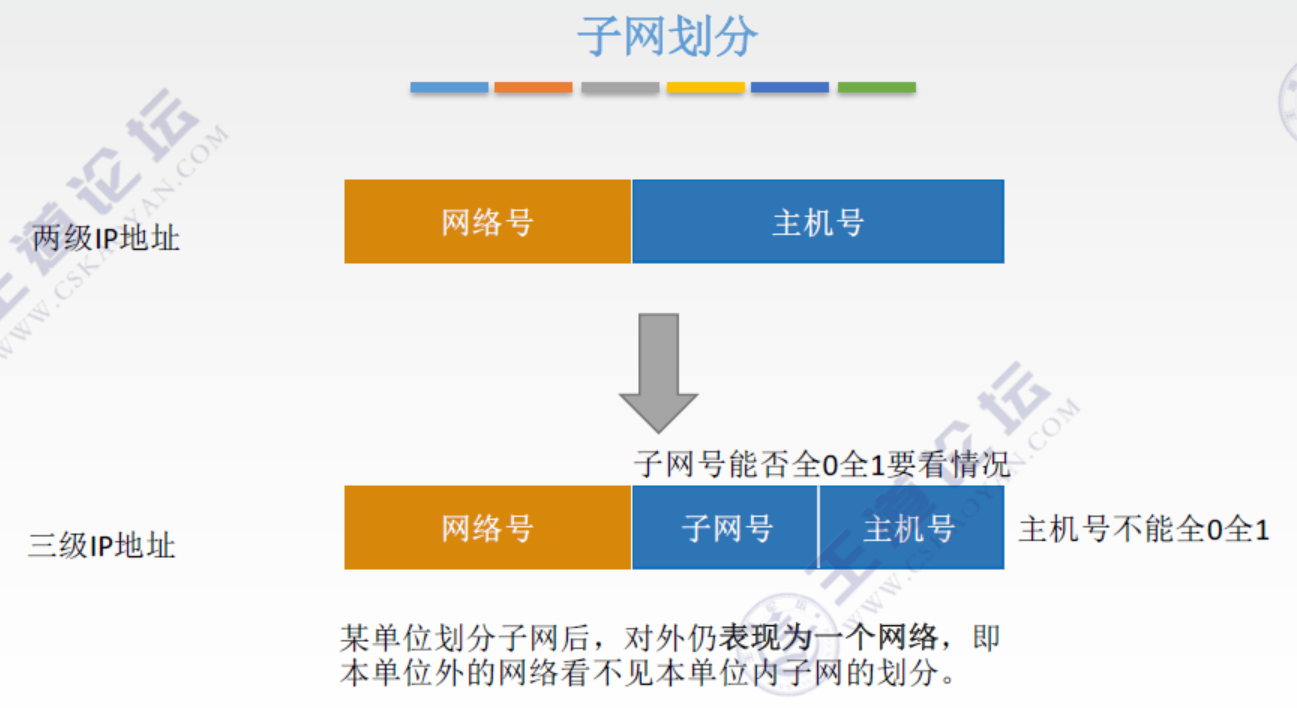 子网划分
两级IP地址
网络号
主机号
子网号能否全0全1要看情况
三级IP地址
网络号
子网号
主机号
主机号不能全0全1
某单位划分子网后，对外仍表现为一个网络，即
本单位外的网络看不见本单位内子网的划分。
王道论坛
WWW.CSKAOYAN.COM
王道论坛
WWW.CSKAOYAN.COM